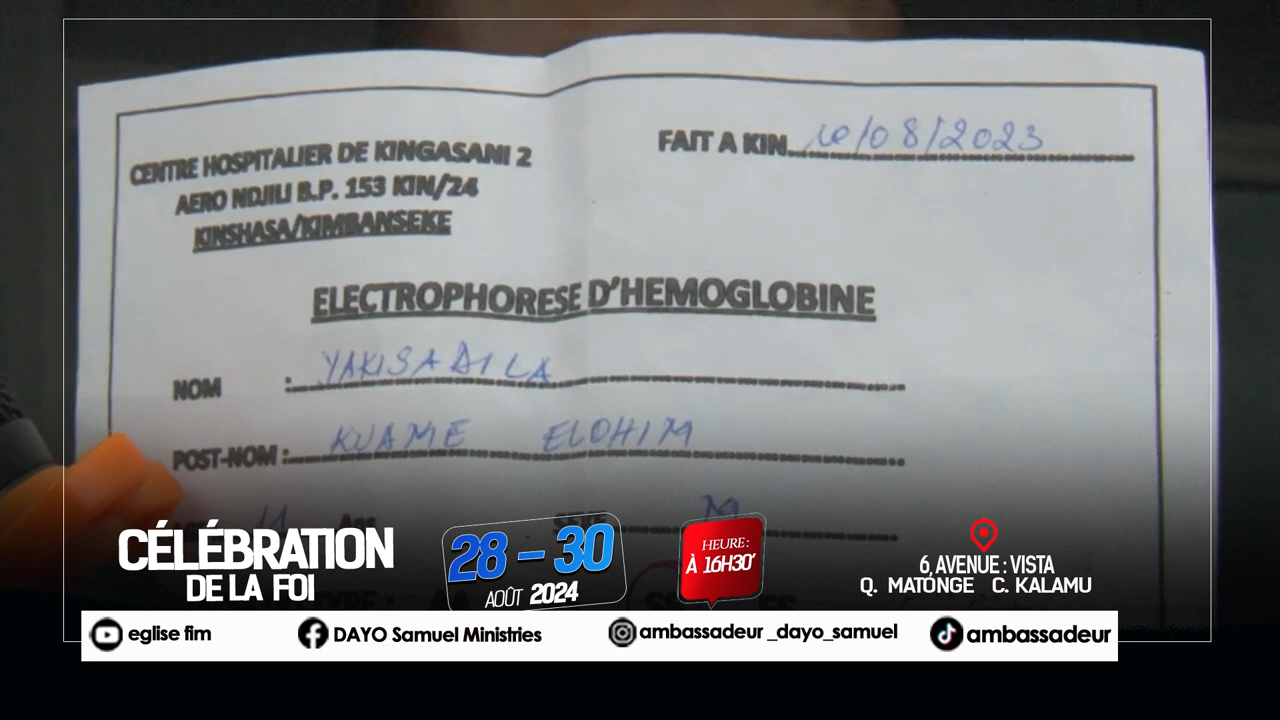 CENTRE HOSPITALIER DE KINGASANI 2
AERO NDJILI B.P. 153 KIN/24
KINSHASA/KIMBANSEKE
FAIT A KIN 10/08/2023
ELECTROPHORESE D'HEMOGLOBINE
NOM : YAKISADILA
POST-NOM : KUAME ELOHIM
SEXE M
CÉLÉBRATION
DE LA FOI
28 – 30
AOÛT 2024
HEURE :
À 16H30'
6, AVENUE : VISTA
Q. MATONGE C. KALAMU
eglise fim
DAYO Samuel Ministries
ambassadeur _dayo_samuel
ambassadeur